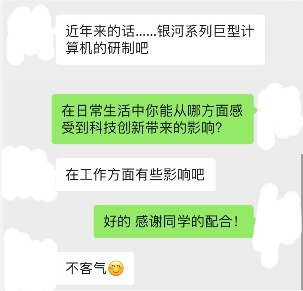 近年来的话……银河系列巨型计
算机的研制吧
在日常生活中你能从哪方面感
受到科技创新带来的影响?
在工作方面有些影响吧
好的 感谢同学的配合！
不客气😊